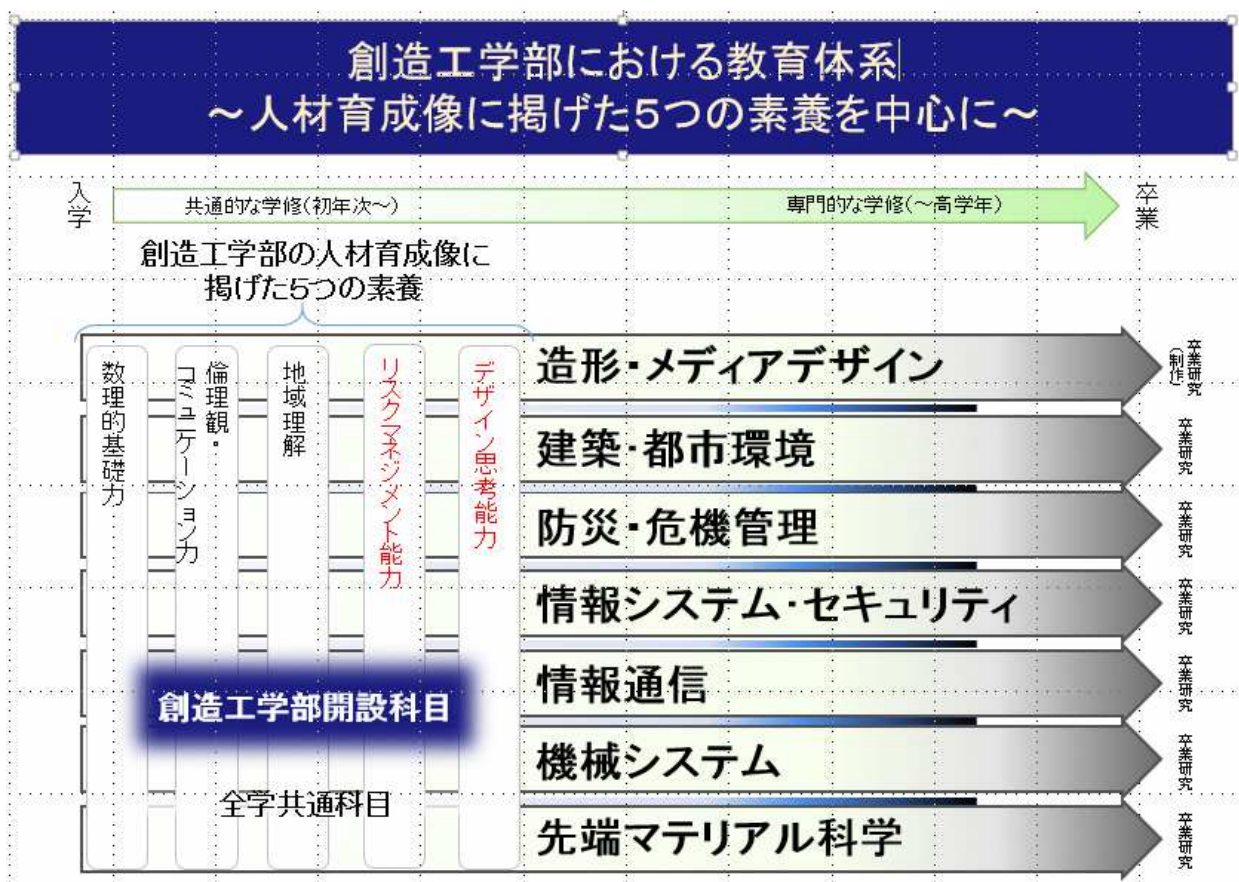 創造工学部における教育体系
～人材育成像に掲げた5つの素養を中心に～
入学
共通的な学修(初年次～)
専門的な学修(～高学年)
卒業
創造工学部の人材育成像に
掲げた5つの素養
数理的基礎力
倫理観・
コミュニケーション力
地域理解
リスクマネジメント能力
デザイン思考能力
造形・メディアデザイン
卒業研究
(制作)
建築・都市環境
卒業研究
防災・危機管理
卒業研究
情報システム・セキュリティ
卒業研究
情報通信
卒業研究
機械システム
卒業研究
先端マテリアル科学
卒業研究
創造工学部開設科目
全学共通科目